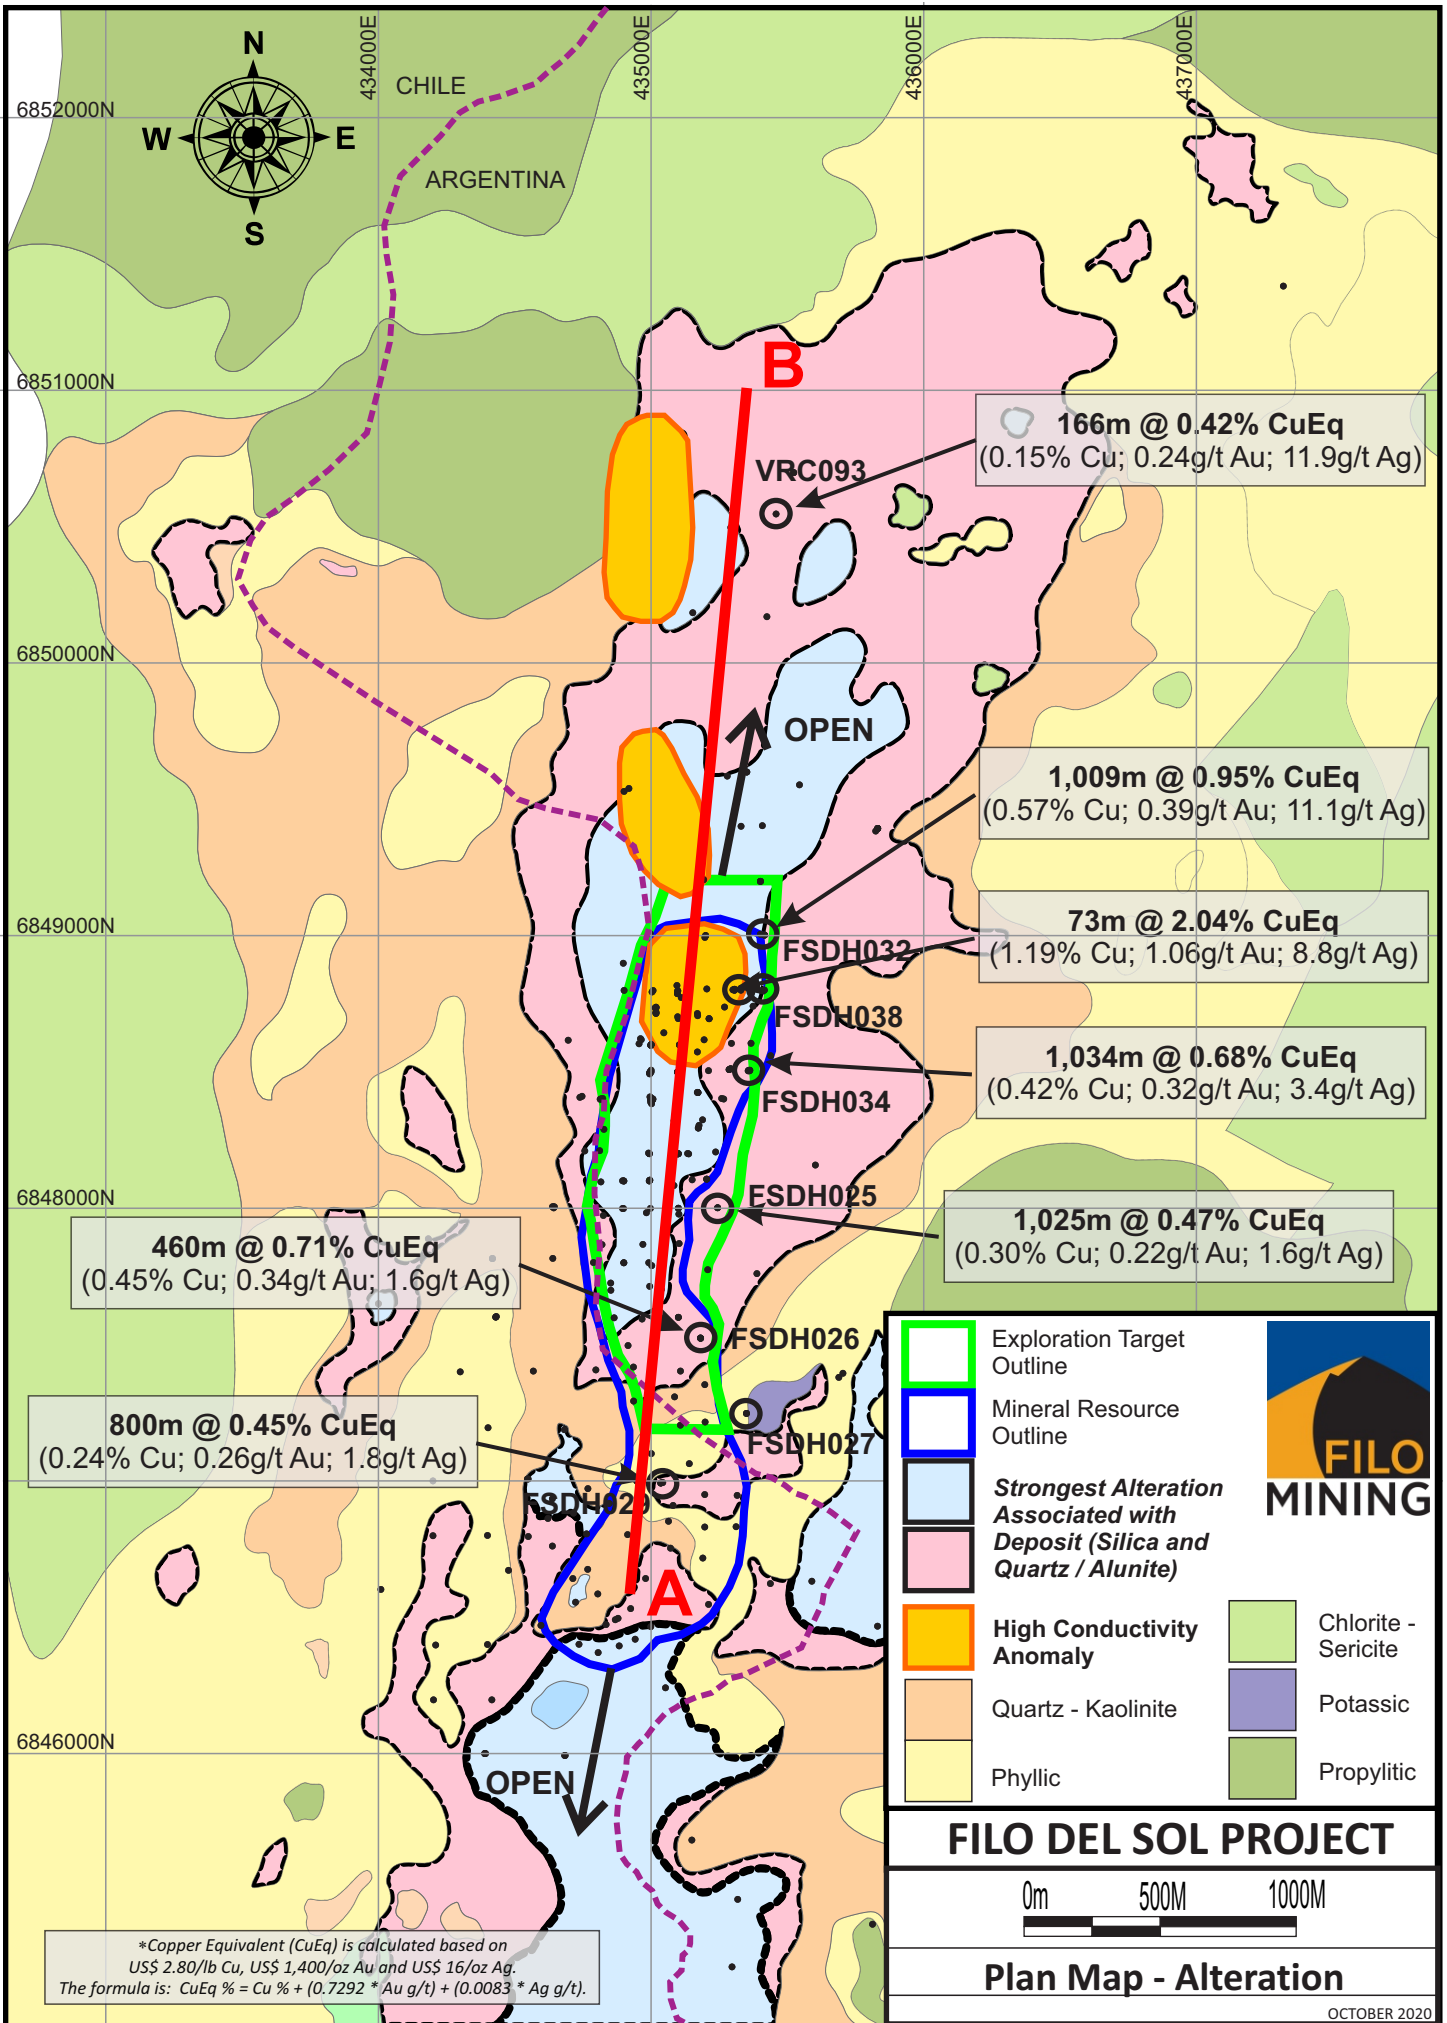 434000E
435000E
436000E
437000E
N
W
E
S
CHILE
ARGENTINA
6852000N
6851000N
6850000N
6849000N
6848000N
6846000N
B
166m @ 0.42% CuEq
(0.15% Cu; 0.24g/t Au; 11.9g/t Ag)
VRC093
OPEN
1,009m @ 0.95% CuEq
(0.57% Cu; 0.39g/t Au; 11.1g/t Ag)
FSDH032
73m @ 2.04% CuEq
(1.19% Cu; 1.06g/t Au; 8.8g/t Ag)
FSDH038
1,034m @ 0.68% CuEq
(0.42% Cu; 0.32g/t Au; 3.4g/t Ag)
FSDH034
FSDH025
1,025m @ 0.47% CuEq
(0.30% Cu; 0.22g/t Au; 1.6g/t Ag)
460m @ 0.71% CuEq
(0.45% Cu; 0.34g/t Au; 1.6g/t Ag)
FSDH026
800m @ 0.45% CuEq
(0.24% Cu; 0.26g/t Au; 1.8g/t Ag)
FSDH027
FSDH029
A
OPEN
Exploration Target
Outline
Mineral Resource
Outline
Strongest Alteration
Associated with
Deposit (Silica and
Quartz / Alunite)
High Conductivity
Anomaly
Quartz - Kaolinite
Phyllic
Chlorite -
Sericite
Potassic
Propylitic
FILO
MINING
FILO DEL SOL PROJECT
0m 500M 1000M
Plan Map - Alteration
OCTOBER 2020
*Copper Equivalent (CuEq) is calculated based on
US$ 2.80/lb Cu, US$ 1,400/oz Au and US$ 16/oz Ag.
The formula is: CuEq % = Cu % + (0.7292 * Au g/t) + (0.0083 * Ag g/t).